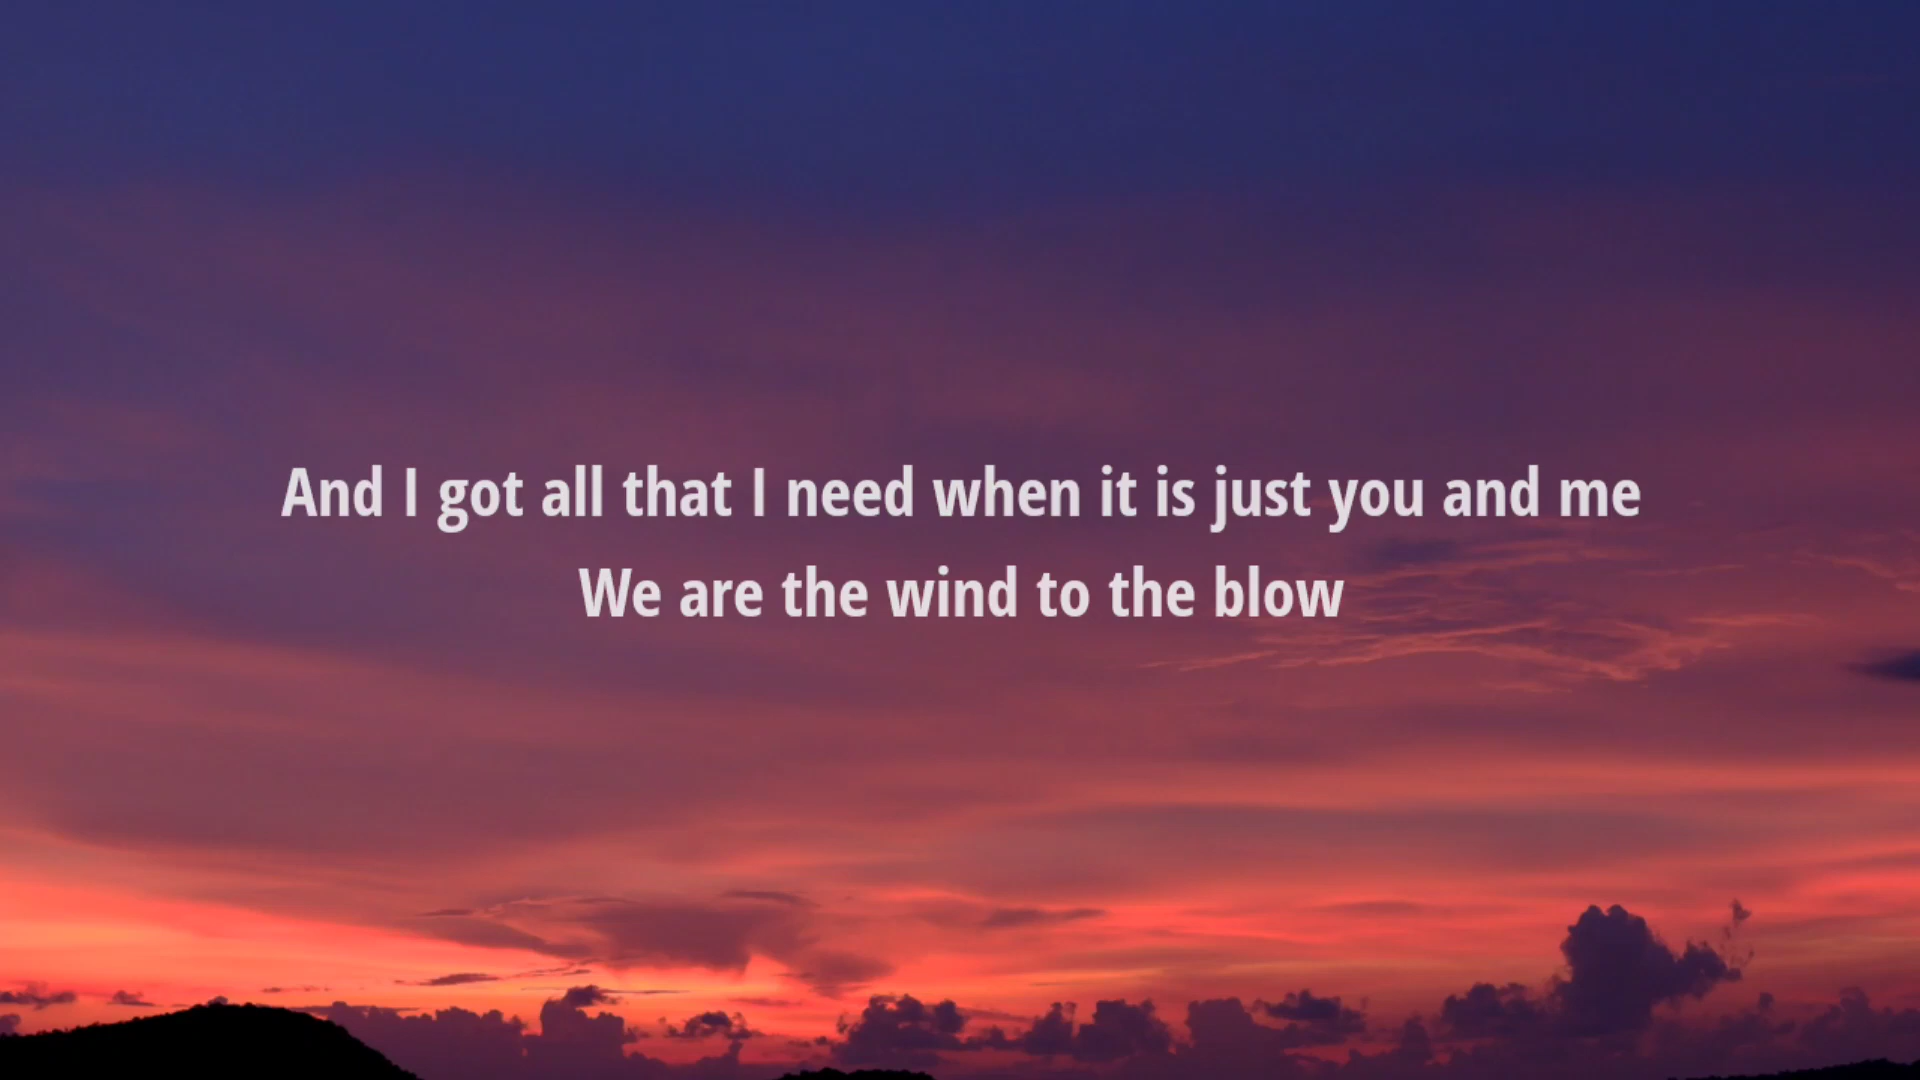 And I got all that I need when it is just you and me
We are the wind to the blow